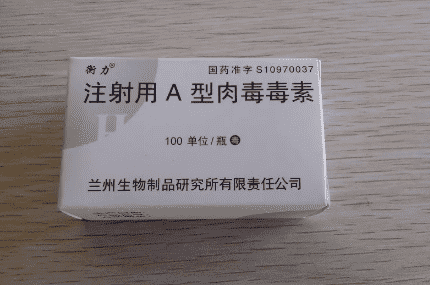 衡力®
国药准字 S10970037
注射用 A 型肉毒毒素
100 单位/瓶 毒
兰州生物制品研究所有限责任公司